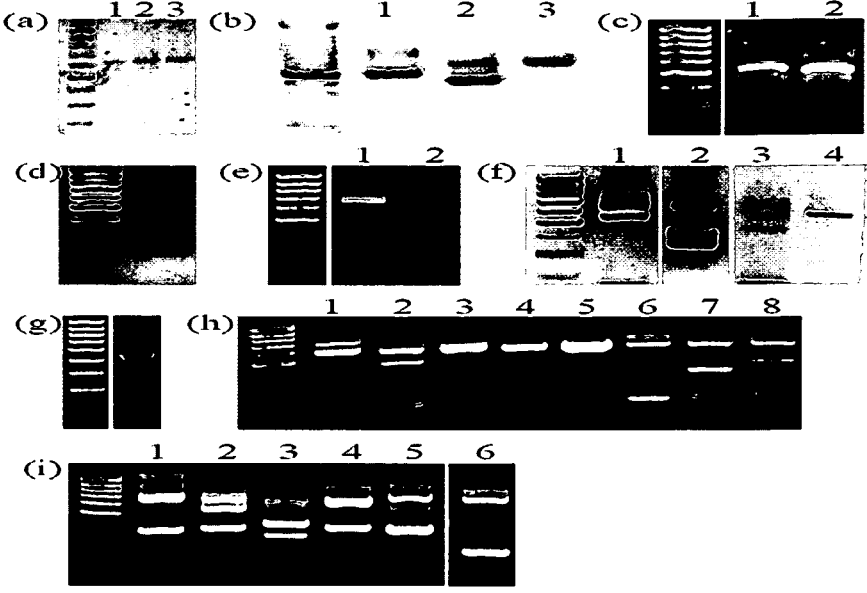 (a) 1 2 3 (b) 1 2 3 (c) 1 2
(d) (e) 1 2 (f) 1 2 3 4
(g) (h) 1 2 3 4 5 6 7 8
(i) 1 2 3 4 5 6